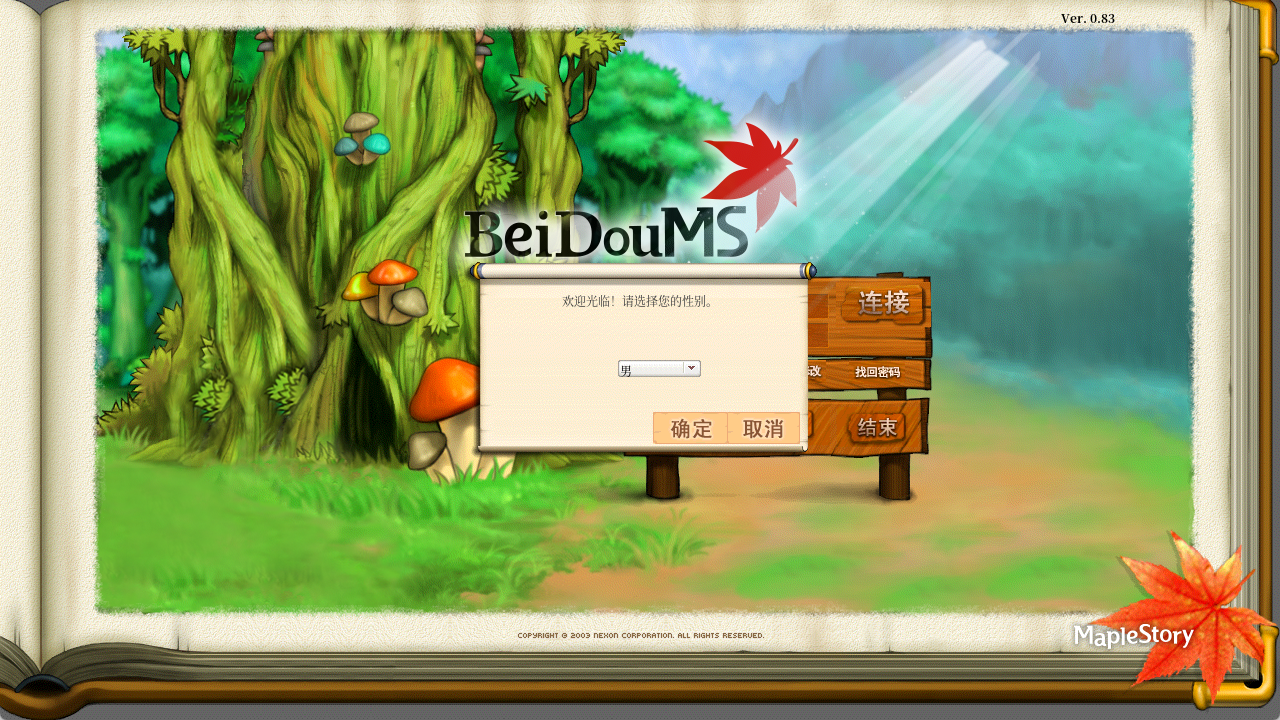 Ver. 0.83
BeiDouMS
欢迎光临！请选择您的性别。
连接
男
改
找回密码
确定
取消
结束
COPYRIGHT @ 2003 NEXON CORPORATION. ALL RIGHTS RESERVED.
MapleStory